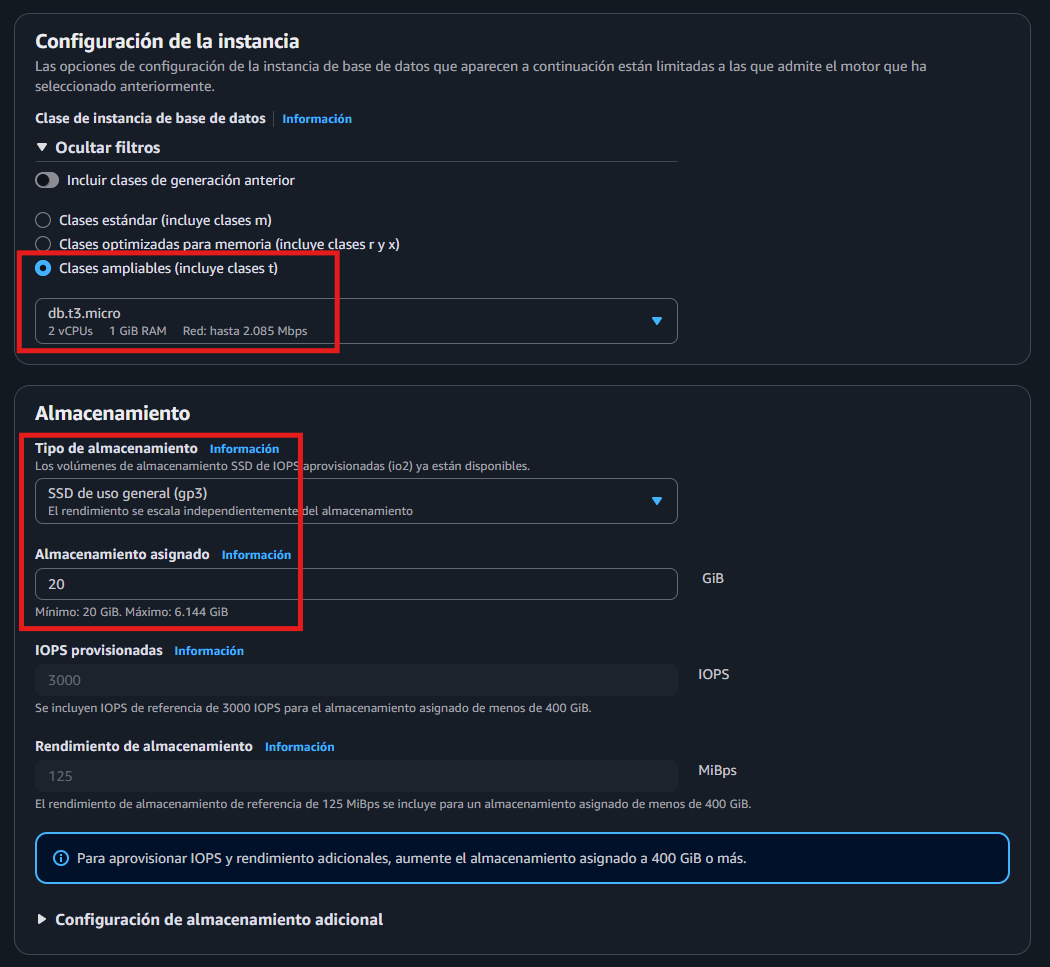 Configuración de la instancia
Las opciones de configuración de la instancia de base de datos que aparecen a continuación están limitadas a las que admite el motor que ha
seleccionado anteriormente.
Clase de instancia de base de datos Información
Ocultar filtros
Incluir clases de generación anterior
Clases estándar (incluye clases m)
Clases optimizadas para memoria (incluye clases r y x)
Clases ampliables (incluye clases t)
db.t3.micro
2 vCPUs 1 GiB RAM Red: hasta 2.085 Mbps
Almacenamiento
Tipo de almacenamiento Información
Los volúmenes de almacenamiento SSD de IOPS aprovisionadas (io2) ya están disponibles.
SSD de uso general (gp3)
El rendimiento se escala independientemente del almacenamiento
Almacenamiento asignado Información
20 GiB
Mínimo: 20 GiB. Máximo: 6.144 GiB
IOPS provisionadas Información
3000 IOPS
Se incluyen IOPS de referencia de 3000 IOPS para el almacenamiento asignado de menos de 400 GiB.
Rendimiento de almacenamiento Información
125 MiBps
El rendimiento de almacenamiento de referencia de 125 MiBps se incluye para un almacenamiento asignado de menos de 400 GiB.
Para aprovisionar IOPS y rendimiento adicionales, aumente el almacenamiento asignado a 400 GiB o más.
Configuración de almacenamiento adicional